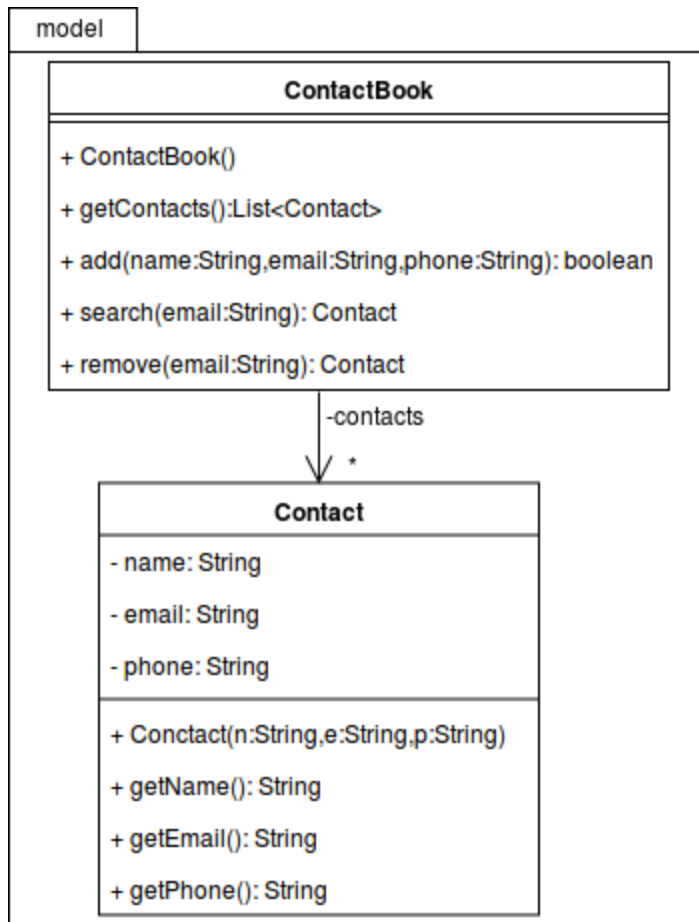 model
ContactBook
+ ContactBook()
+ getContacts():List<Contact>
+ add(name:String,email:String,phone:String): boolean
+ search(email:String): Contact
+ remove(email:String): Contact
-contacts
*
Contact
- name: String
- email: String
- phone: String
+ Conctact(n:String,e:String,p:String)
+ getName(): String
+ getEmail(): String
+ getPhone(): String